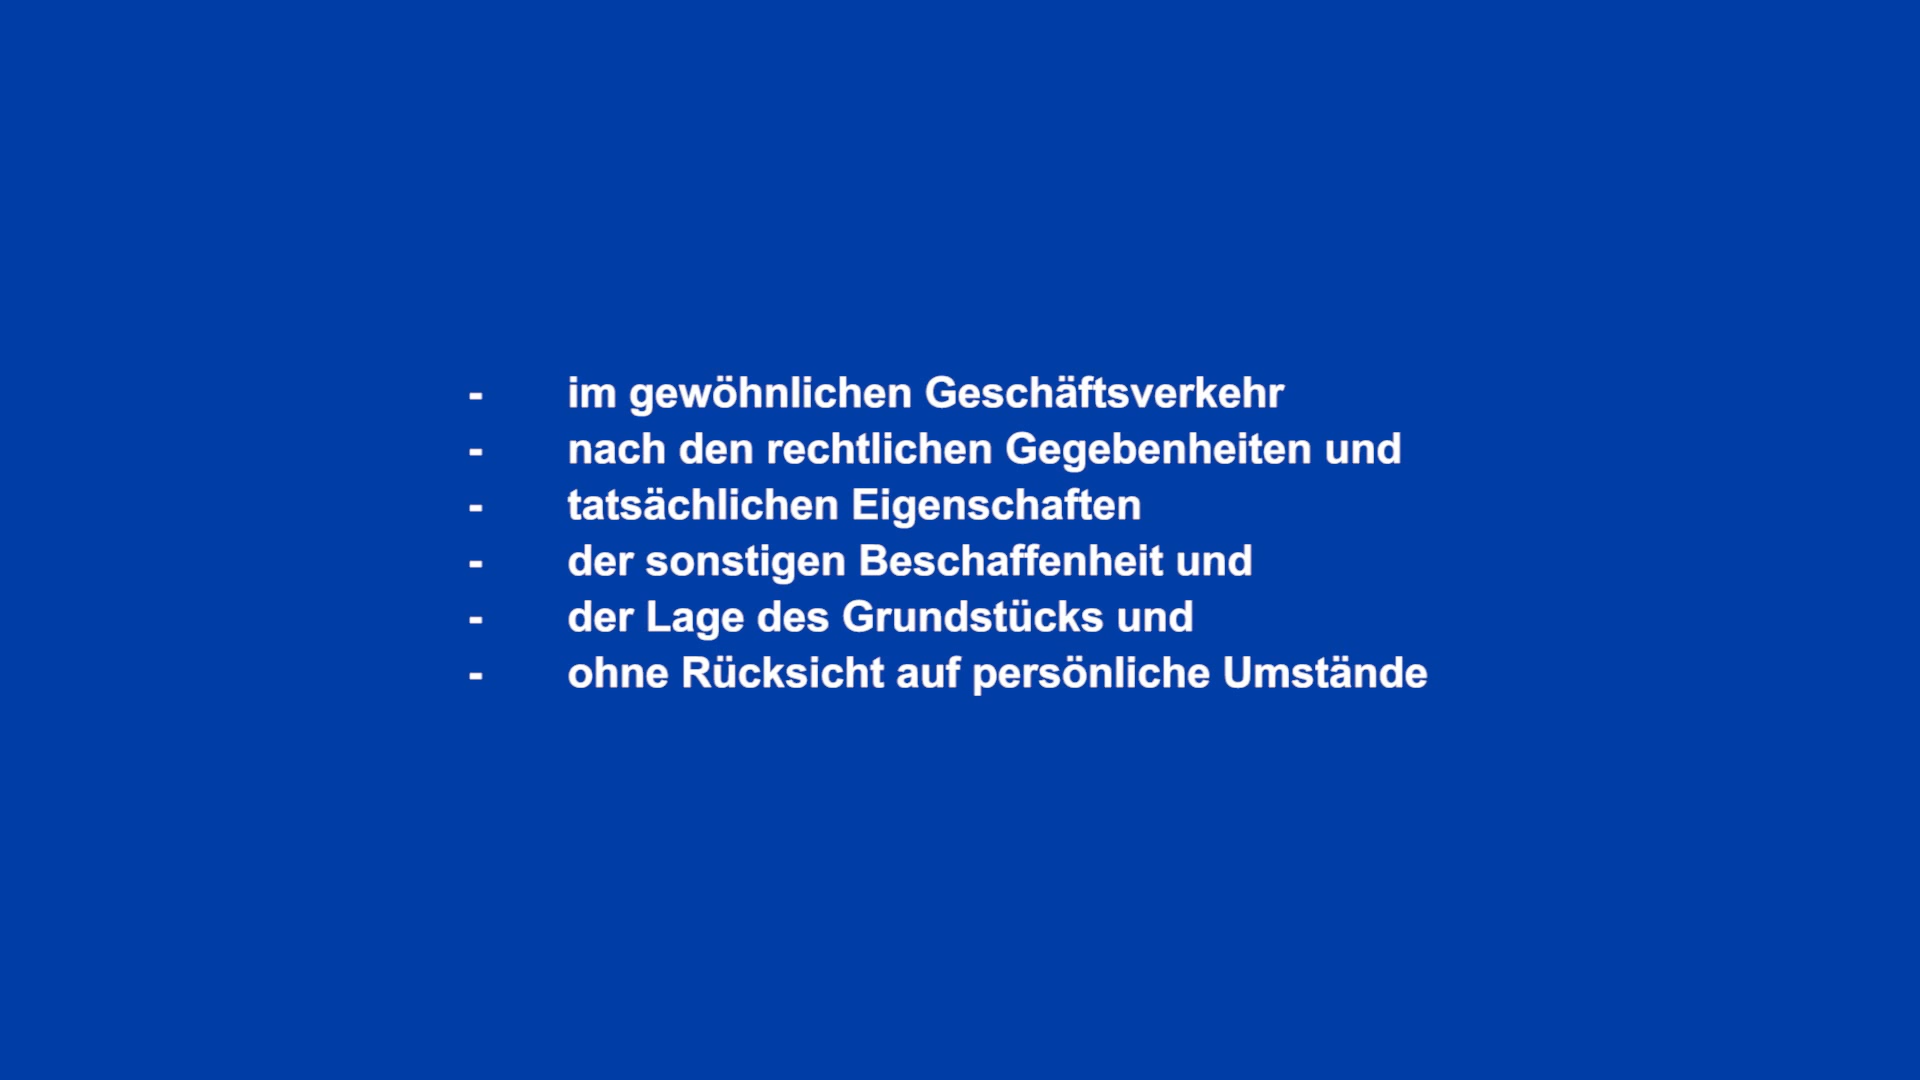 - im gewöhnlichen Geschäftsverkehr
- nach den rechtlichen Gegebenheiten und
- tatsächlichen Eigenschaften
- der sonstigen Beschaffenheit und
- der Lage des Grundstücks und
- ohne Rücksicht auf persönliche Umstände